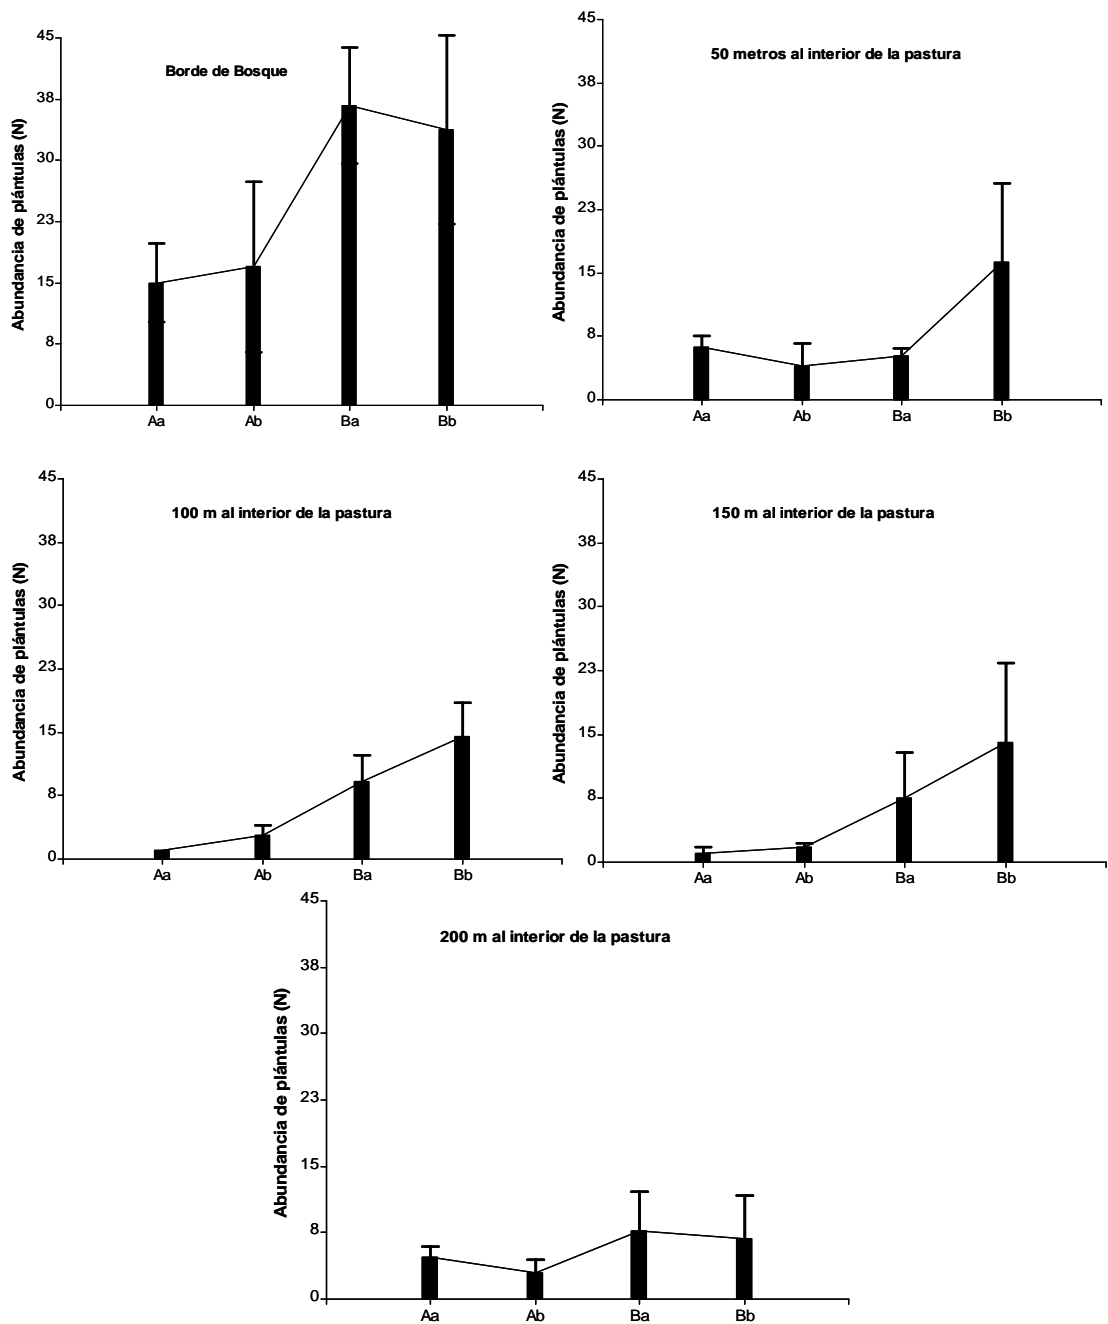 Borde de Bosque
Abundancia de plántulas (N)
45
38
30
23
15
8
0
Aa Ab Ba Bb
50 metros al interior de la pastura
Abundancia de plántulas (N)
45
38
30
23
15
8
0
Aa Ab Ba Bb
100 m al interior de la pastura
Abundancia de plántulas (N)
45
38
30
23
15
8
0
Aa Ab Ba Bb
150 m al interior de la pastura
Abundancia de plántulas (N)
45
38
30
23
15
8
0
Aa Ab Ba Bb
200 m al interior de la pastura
Abundancia de plántulas (N)
45
38
30
23
15
8
0
Aa Ab Ba Bb